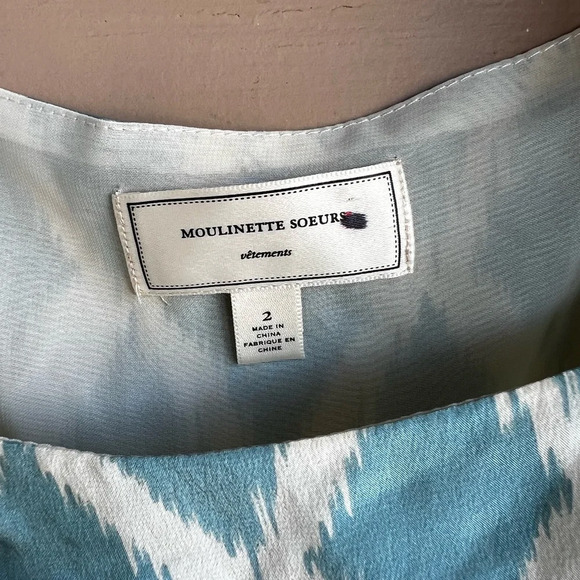 MOULINETTE SOEURS
vêtements
2
MADE IN
CHINA
FABRIQUE EN
CHINE